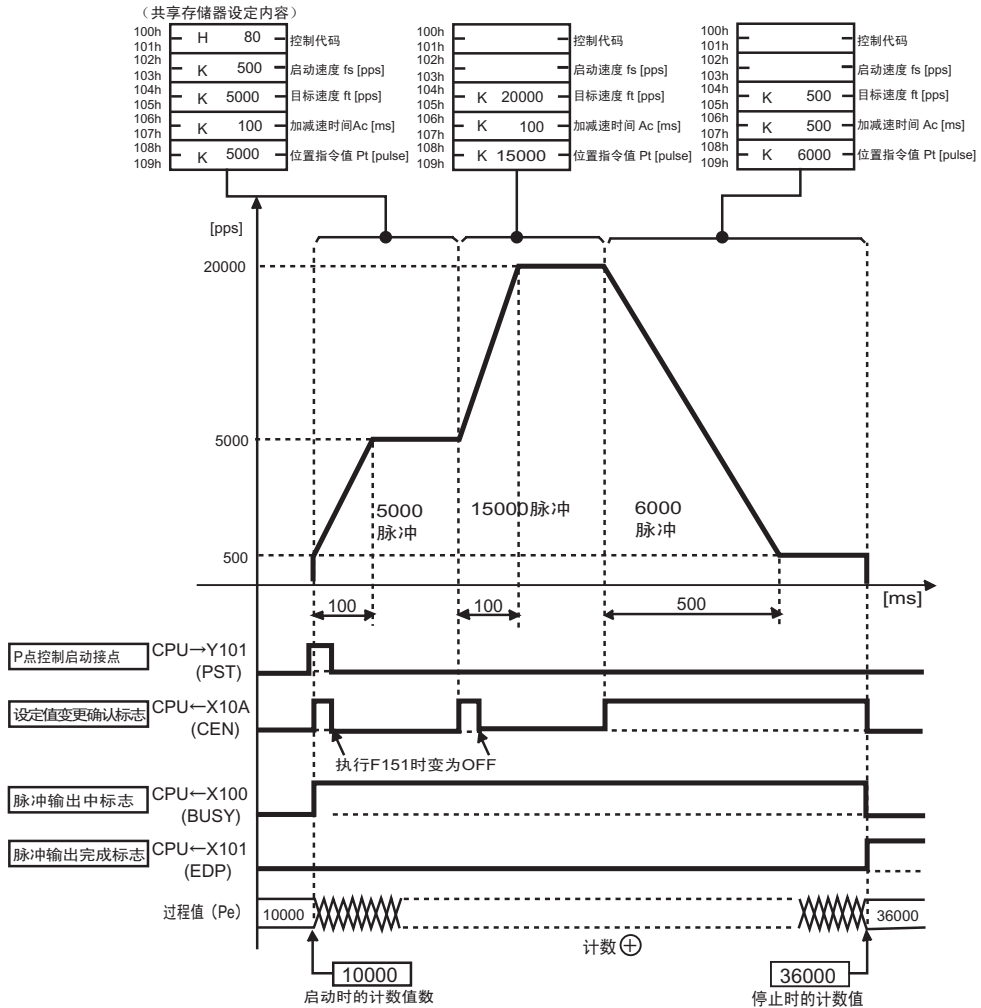 （共享存储器设定内容）
100h
101h
H 80
控制代码
102h
103h
K 500
启动速度 fs [pps]
104h
105h
K 5000
目标速度 ft [pps]
106h
107h
K 100
加减速时间Ac [ms]
108h
109h
K 5000
位置指令值 Pt [pulse]
100h
101h
控制代码
102h
103h
启动速度 fs [pps]
104h
105h
K 20000
目标速度 ft [pps]
106h
107h
K 100
加减速时间 Ac [ms]
108h
109h
K 15000
位置指令值 Pt [pulse]
100h
101h
控制代码
102h
103h
启动速度 fs [pps]
104h
105h
K 500
目标速度 ft [pps]
106h
107h
K 500
加减速时间 Ac [ms]
108h
109h
K 6000
位置指令值 Pt [pulse]
[pps]
20000
5000
500
5000
脉冲
15000脉冲
6000
脉冲
100
100
500
[ms]
P点控制启动接点
CPU→Y101
(PST)
设定值变更确认标志
CPU←X10A
(CEN)
执行F151时变为OFF
脉冲输出中标志
CPU←X100
(BUSY)
脉冲输出完成标志
CPU←X101
(EDP)
过程值（Pe）
10000
36000
计数⊕
10000
启动时的计数值数
36000
停止时的计数值